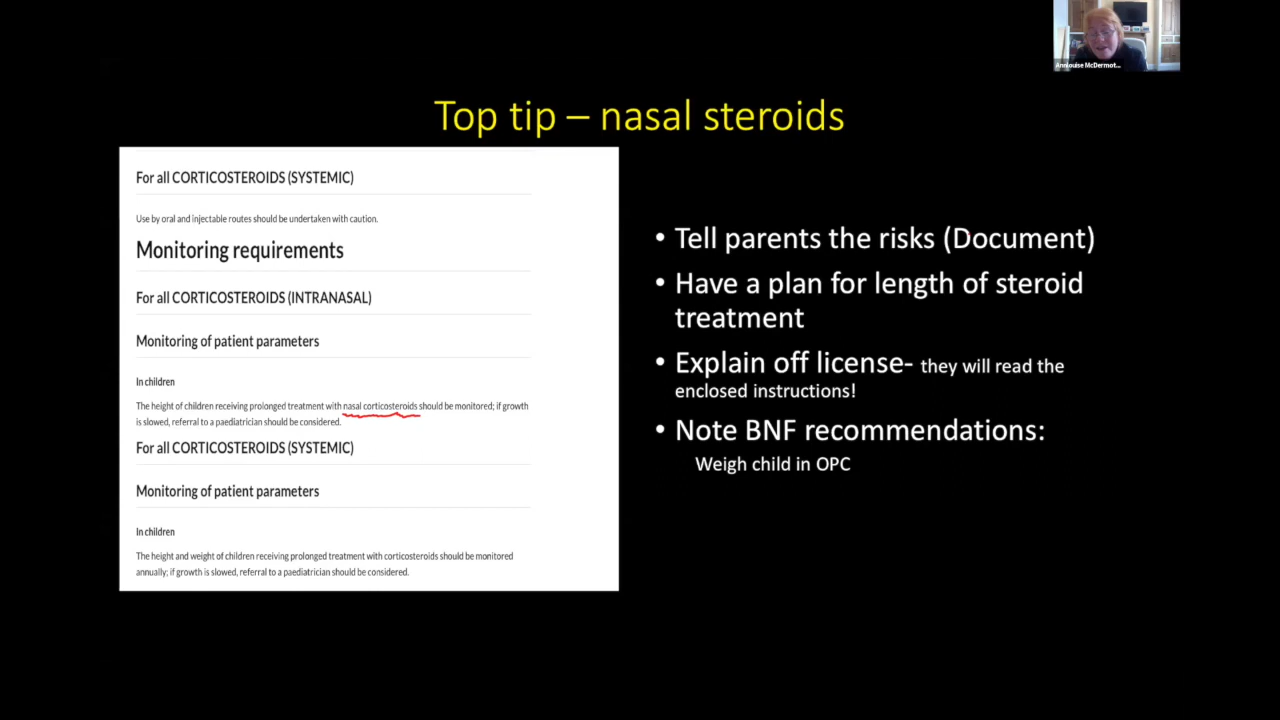 Annlouise McDermot...
Top tip – nasal steroids
For all CORTICOSTEROIDS (SYSTEMIC)
Use by oral and injectable routes should be undertaken with caution.
Monitoring requirements
For all CORTICOSTEROIDS (INTRANASAL)
Monitoring of patient parameters
In children
The height of children receiving prolonged treatment with nasal corticosteroids should be monitored; if growth
is slowed, referral to a paediatrician should be considered.
For all CORTICOSTEROIDS (SYSTEMIC)
Monitoring of patient parameters
In children
The height and weight of children receiving prolonged treatment with corticosteroids should be monitored
annually; if growth is slowed, referral to a paediatrician should be considered.
• Tell parents the risks (Document)
• Have a plan for length of steroid
treatment
• Explain off license- they will read the
enclosed instructions!
• Note BNF recommendations:
Weigh child in OPC